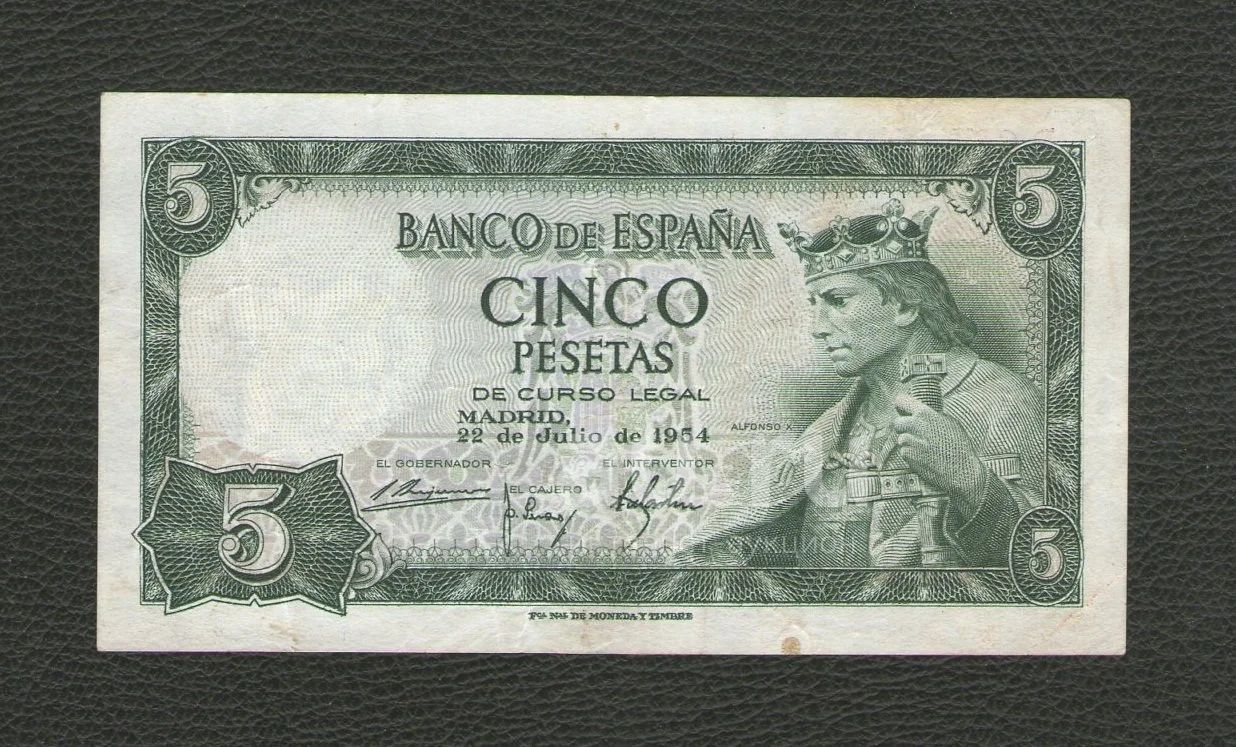 5 5
BANCO DE ESPAÑA
CINCO
PESETAS
DE CURSO LEGAL
MADRID,
22 de Julio de 1954
ALFONSO X
EL GOBERNADOR EL INTERVENTOR
EL CAJERO
5 5
Fca. Nal. DE MONEDA Y TIMBRE